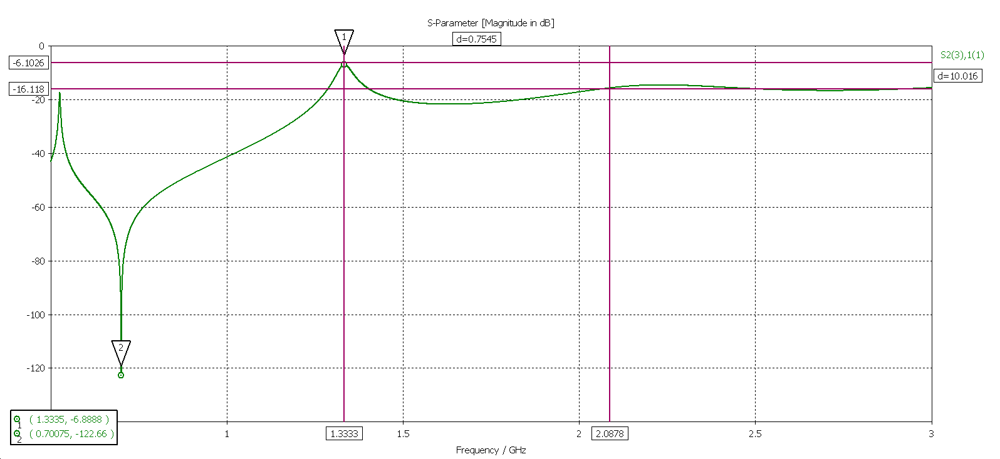 S-Parameter [Magnitude in dB]
1
d=0.7545
0
S2(3),1(1)
-6.1026
d=10.016
-16.118
-20
-40
-60
-80
-100
2
-120
1 ( 1.3335, -6.8888 )
2 ( 0.70075, -122.66 )
1 1.3333 1.5 2 2.0878 2.5 3
Frequency / GHz